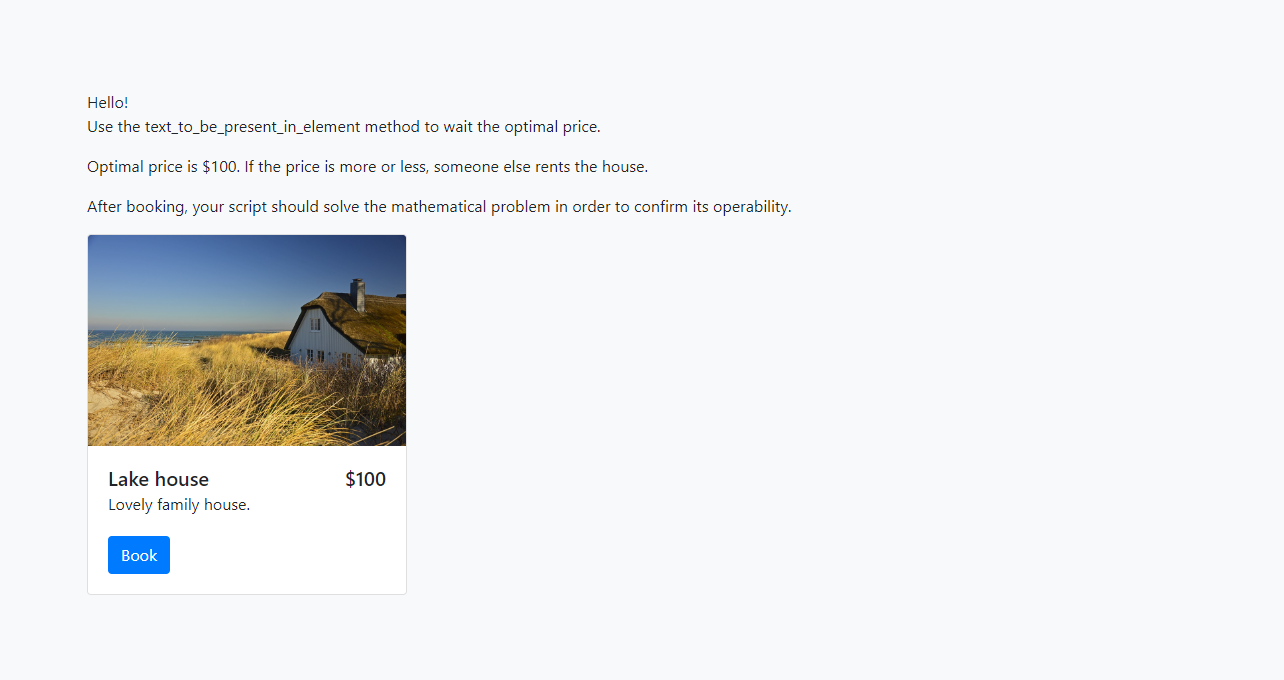 Hello!
Use the text_to_be_present_in_element method to wait the optimal price.
Optimal price is $100. If the price is more or less, someone else rents the house.
After booking, your script should solve the mathematical problem in order to confirm its operability.
Lake house $100
Lovely family house.
Book